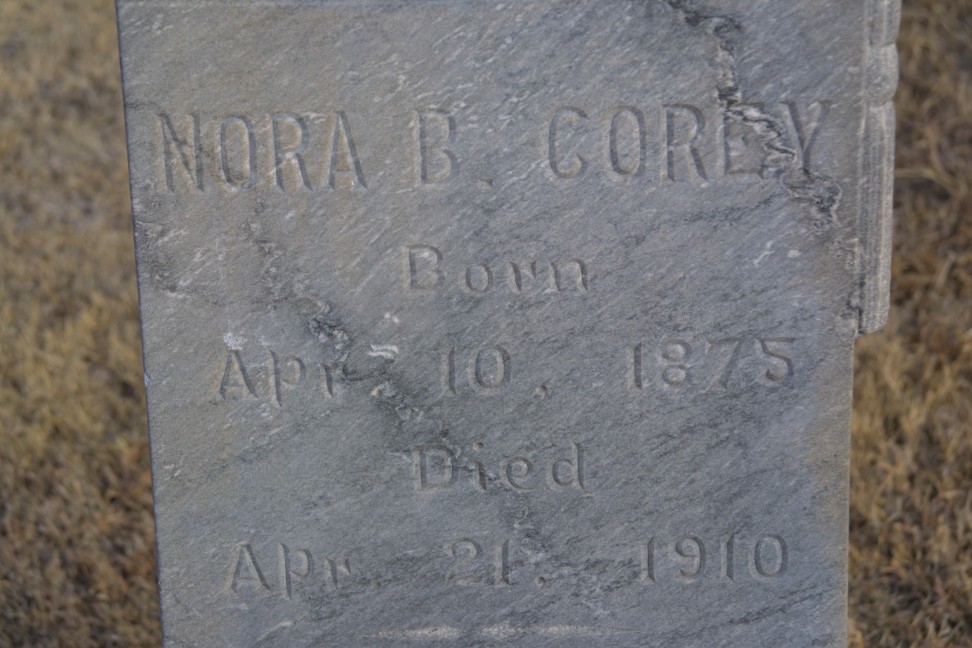 NORA B. COREY
Born
Apr. 10, 1875
Died
Apr. 21, 1910